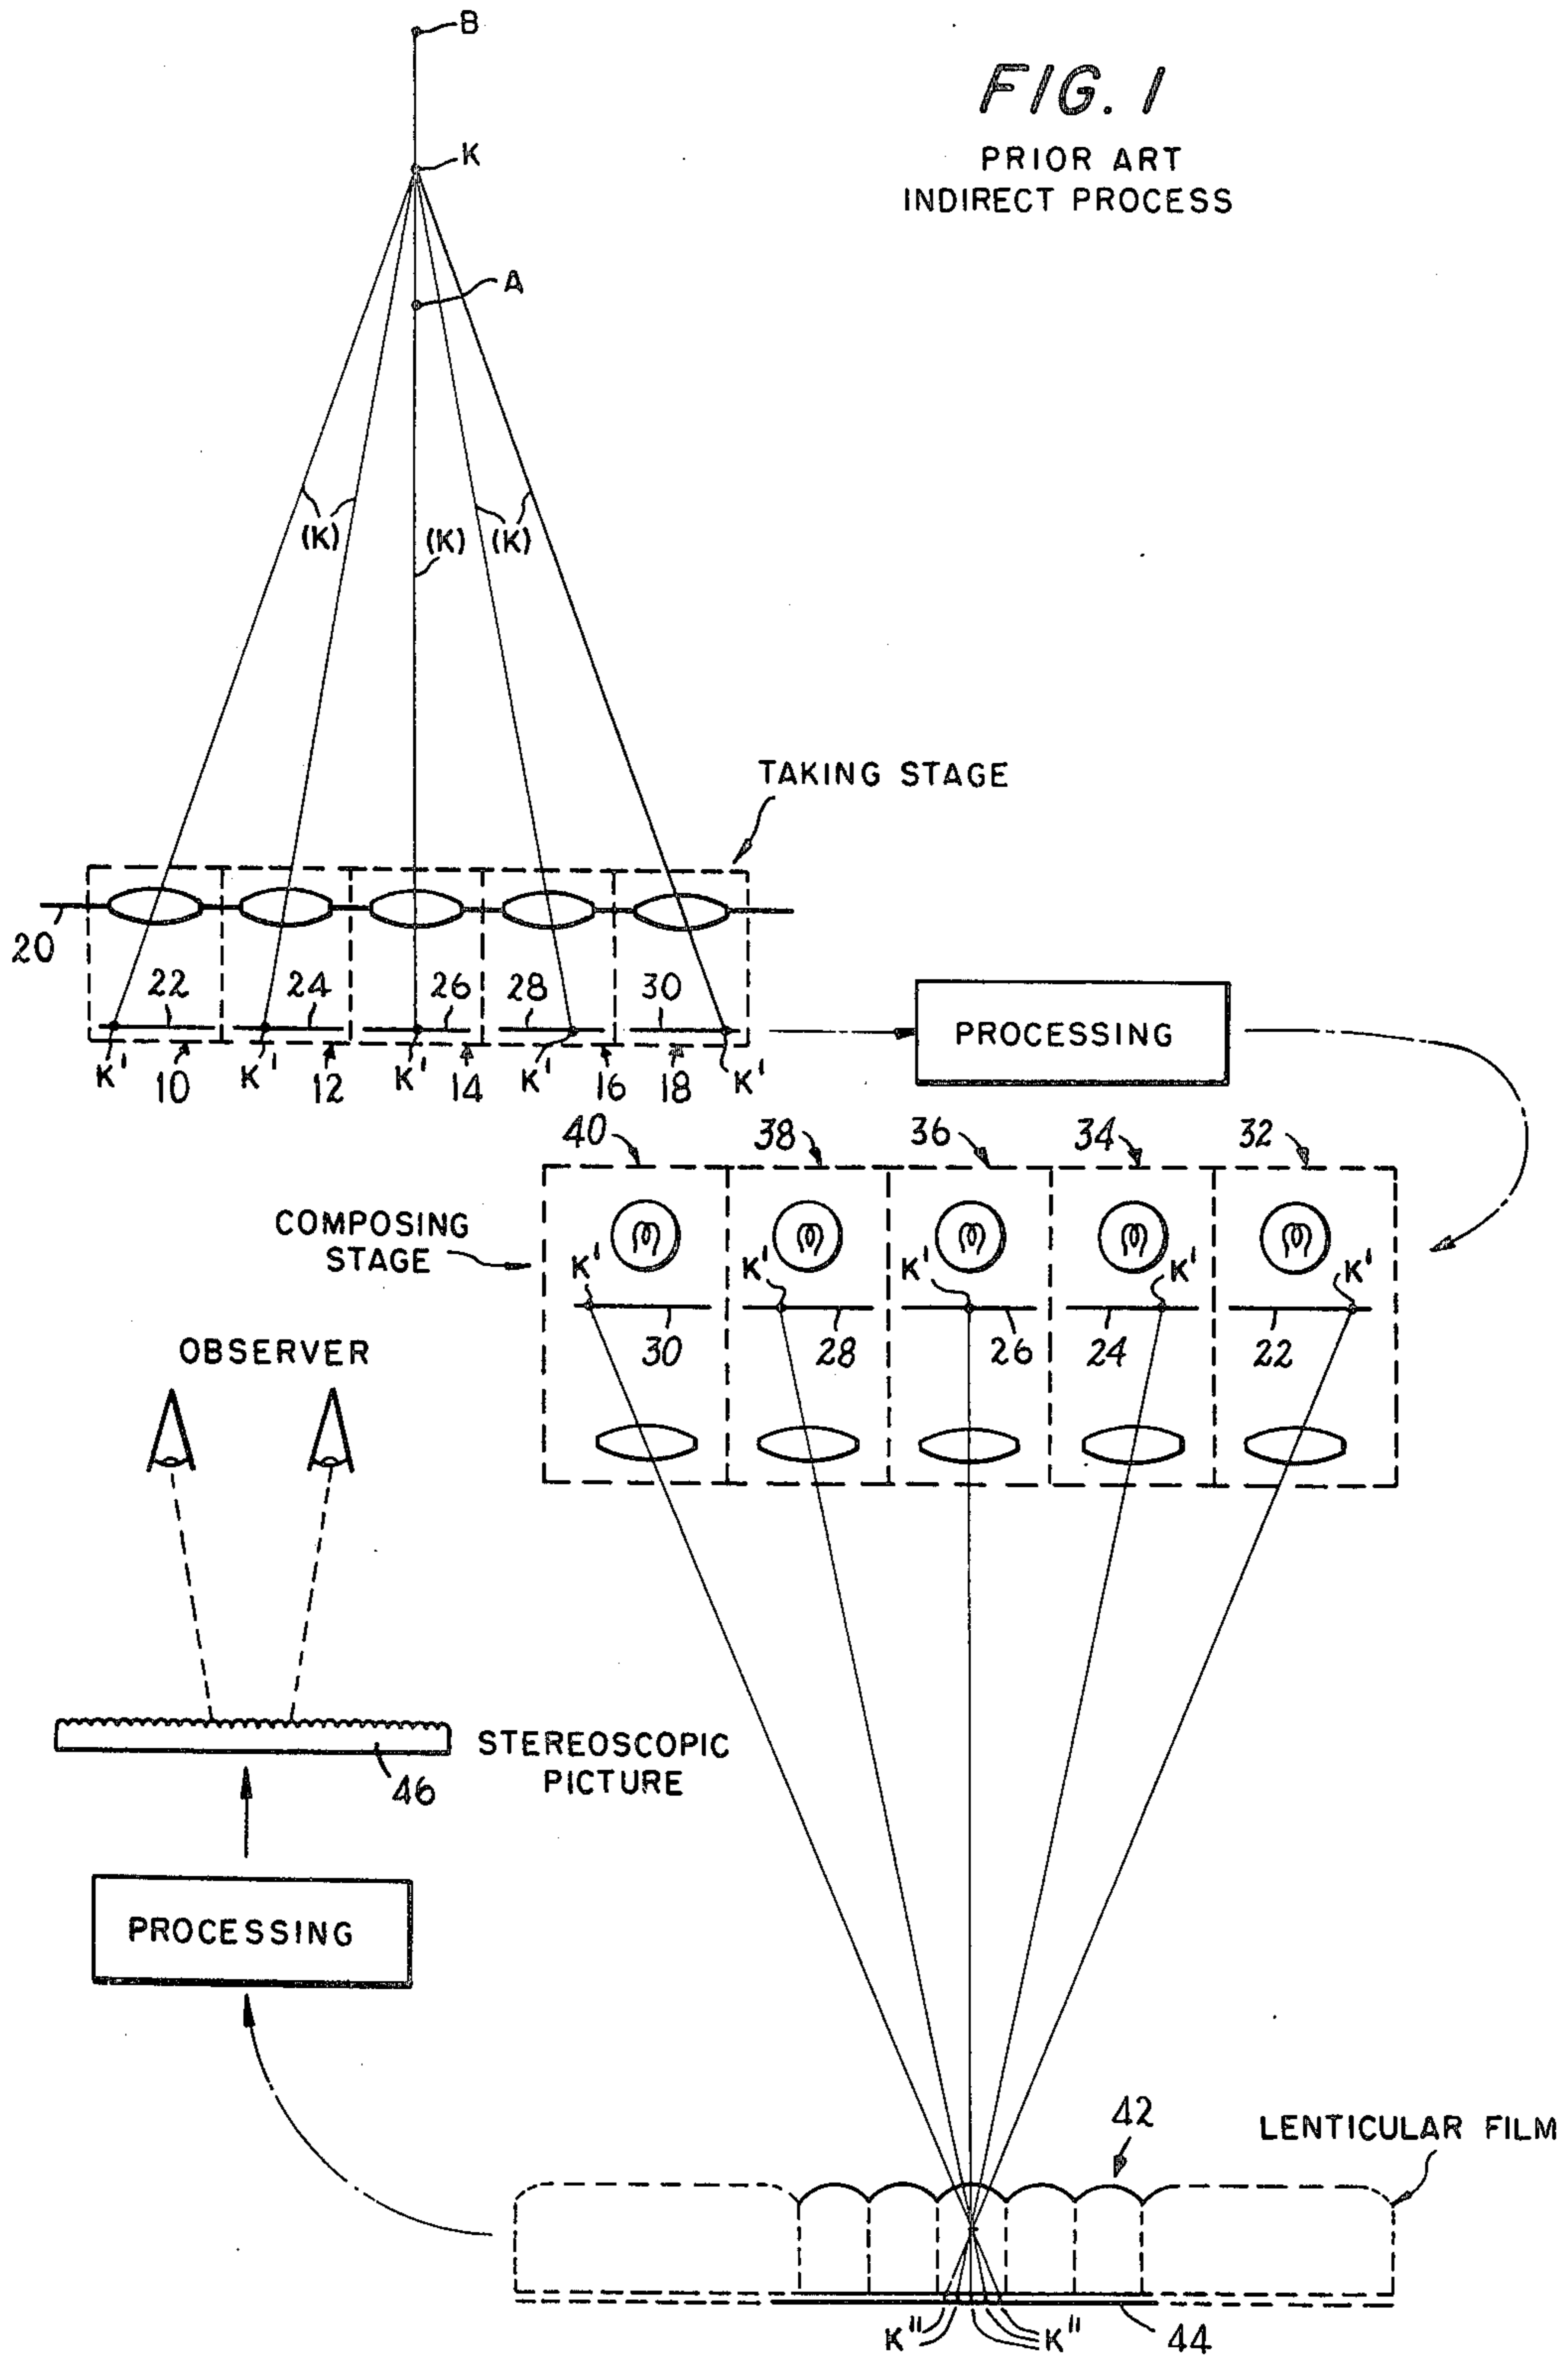 B
FIG. 1
PRIOR ART
INDIRECT PROCESS
K
A
(K) (K) (K)
TAKING STAGE
20
22 24 26 28 30
PROCESSING
K' 10 K' 12 K' 14 K' 16 18 K'
40 38 36 34 32
COMPOSING
STAGE
K' K' K' K' K'
30 28 26 24 22
OBSERVER
STEREOSCOPIC
PICTURE
46
PROCESSING
42
LENTICULAR FILM
K" K" 44